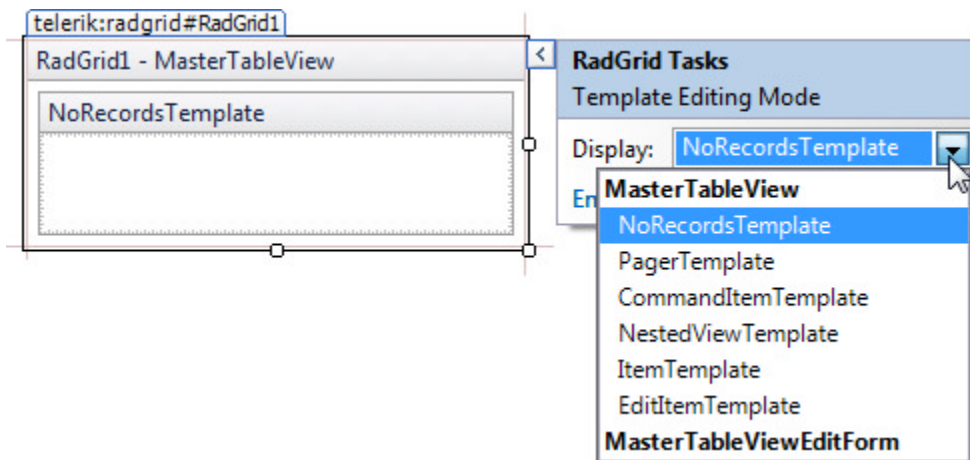 telerik:radgrid#RadGrid1
RadGrid1 - MasterTableView
NoRecordsTemplate
RadGrid Tasks
Template Editing Mode
Display: NoRecordsTemplate
En
MasterTableView
NoRecordsTemplate
PagerTemplate
CommandItemTemplate
NestedViewTemplate
ItemTemplate
EditItemTemplate
MasterTableViewEditForm